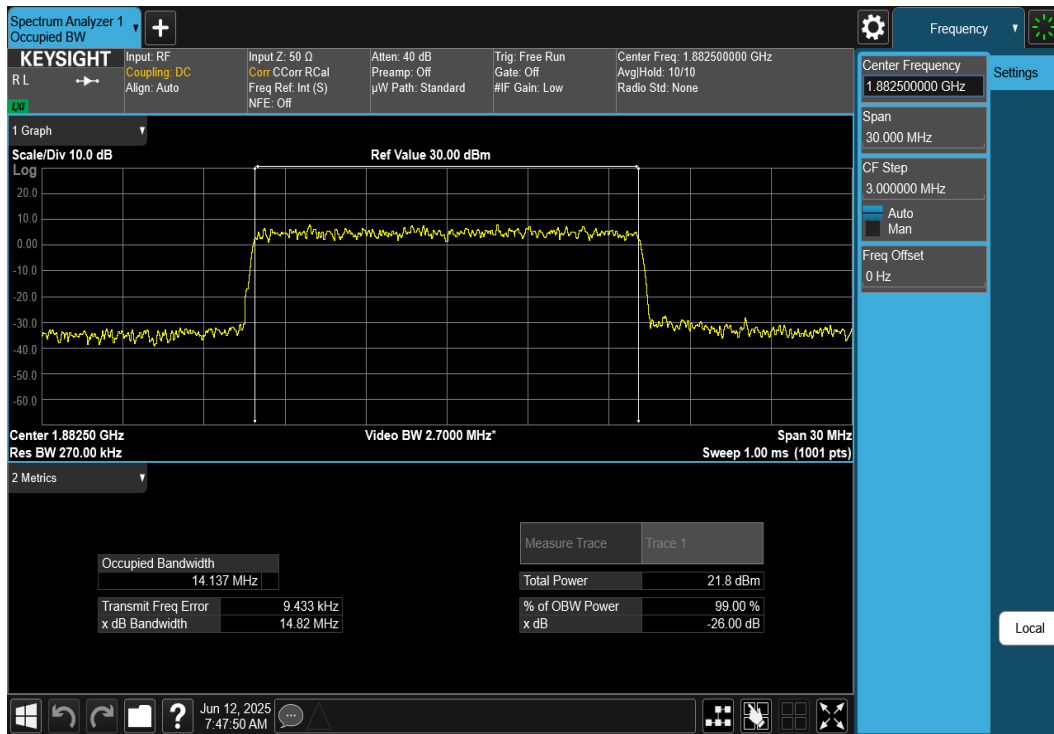 Spectrum Analyzer 1
Occupied BW
Frequency
KEYSIGHT
R L
LXI
Input: RF
Coupling: DC
Align: Auto
Input Z: 50 Ω
Corr CCorr RCal
Freq Ref: Int (S)
NFE: Off
Atten: 40 dB
Preamp: Off
µW Path: Standard
Trig: Free Run
Gate: Off
#IF Gain: Low
Center Freq: 1.882500000 GHz
Avg|Hold: 10/10
Radio Std: None
Center Frequency
1.882500000 GHz
Settings
Span
30.000 MHz
CF Step
3.000000 MHz
Auto
Man
Freq Offset
0 Hz
Local
1 Graph
Scale/Div 10.0 dB
Ref Value 30.00 dBm
Log
20.0
10.0
0.00
-10.0
-20.0
-30.0
-40.0
-50.0
-60.0
Center 1.88250 GHz
Video BW 2.7000 MHz*
Span 30 MHz
Res BW 270.00 kHz
Sweep 1.00 ms (1001 pts)
2 Metrics
Measure Trace
Trace 1
Occupied Bandwidth
14.137 MHz
Total Power
21.8 dBm
Transmit Freq Error
9.433 kHz
% of OBW Power
99.00 %
x dB Bandwidth
14.82 MHz
x dB
-26.00 dB
?
Jun 12, 2025
7:47:50 AM